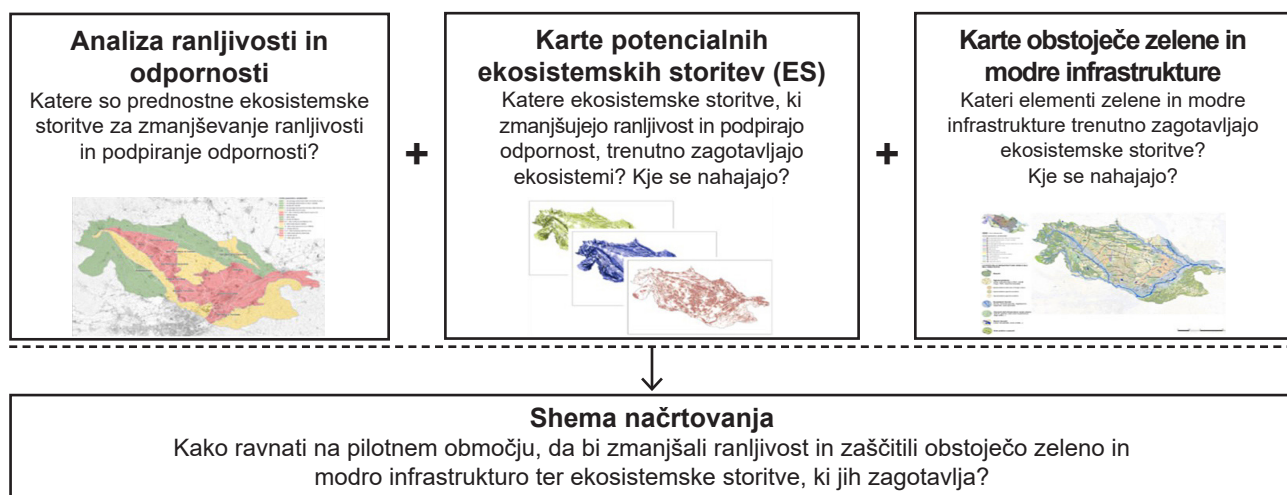 Analiza ranljivosti in
odpornosti
Katere so prednostne ekosistemske
storitve za zmanjševanje ranljivosti
in podpiranje odpornosti?
+
Karte potencialnih
ekosistemskih storitev (ES)
Katere ekosistemske storitve, ki
zmanjšujejo ranljivost in podpirajo
odpornost, trenutno zagotavljajo
ekosistemi? Kje se nahajajo?
+
Karte obstoječe zelene in
modre infrastrukture
Kateri elementi zelene in modre
infrastrukture trenutno zagotavljajo
ekosistemske storitve?
Kje se nahajajo?
Shema načrtovanja
Kako ravnati na pilotnem območju, da bi zmanjšali ranljivost in zaščitili obstoječo zeleno in
modro infrastrukturo ter ekosistemske storitve, ki jih zagotavlja?